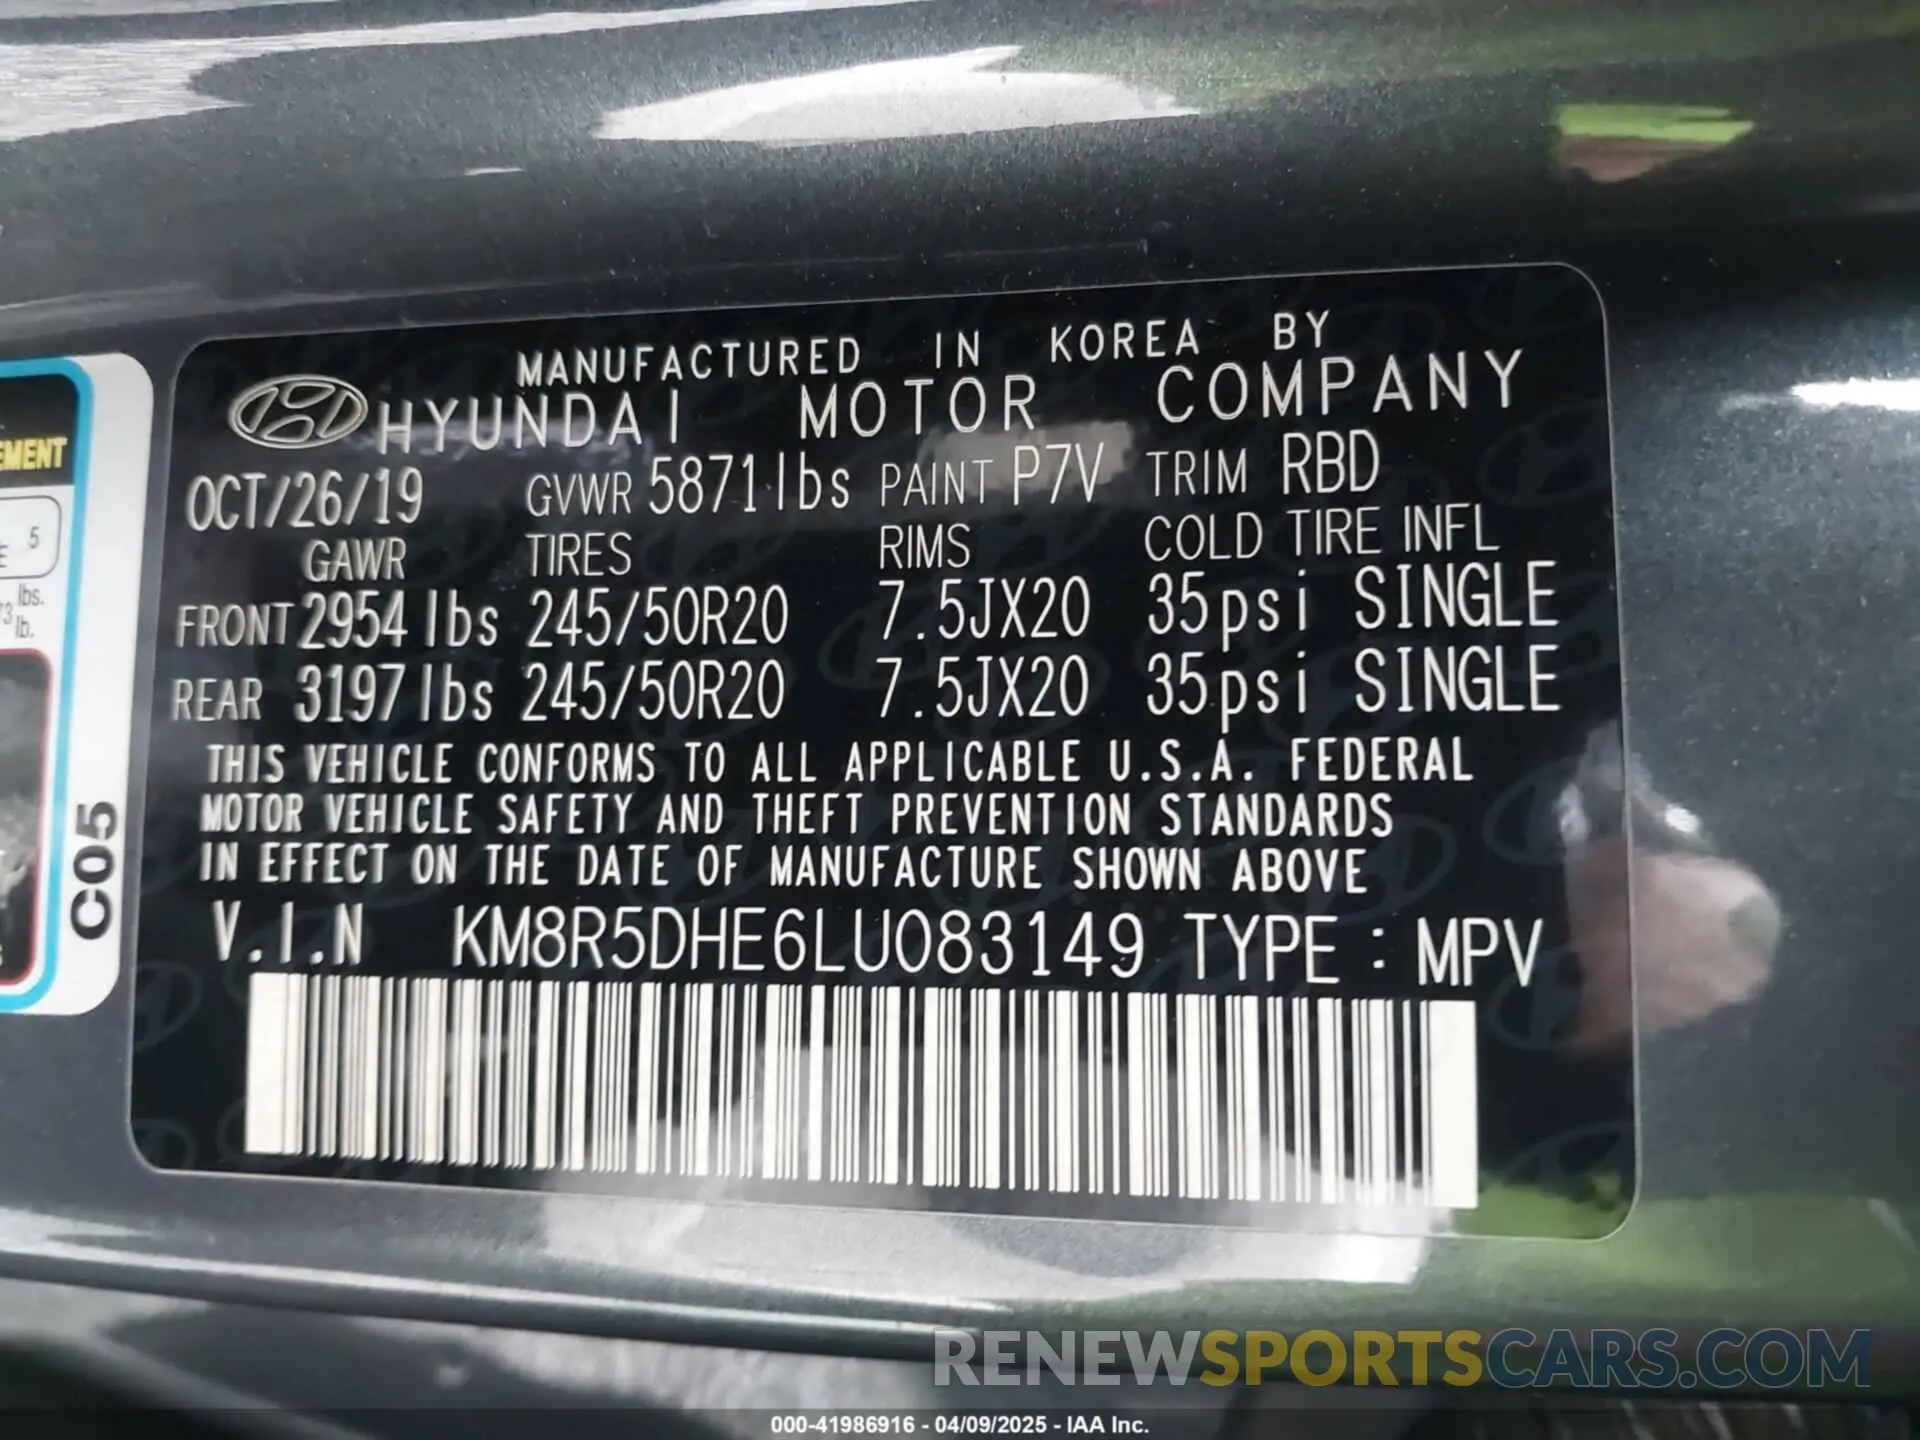 MANUFACTURED IN KOREA BY
HYUNDAI MOTOR COMPANY
OCT/26/19 GVWR 5871lbs PAINT P7V TRIM RBD
GAWR TIRES RIMS COLD TIRE INFL
FRONT 2954lbs 245/50R20 7.5JX20 35psi SINGLE
REAR 3197lbs 245/50R20 7.5JX20 35psi SINGLE
THIS VEHICLE CONFORMS TO ALL APPLICABLE U.S.A. FEDERAL
MOTOR VEHICLE SAFETY AND THEFT PREVENTION STANDARDS
IN EFFECT ON THE DATE OF MANUFACTURE SHOWN ABOVE
V.I.N KM8R5DHE6LU083149 TYPE : MPV
5
lbs.
lb.
C05
RENEWSPORTSCARS.COM
000-41986916 - 04/09/2025 - IAA Inc.